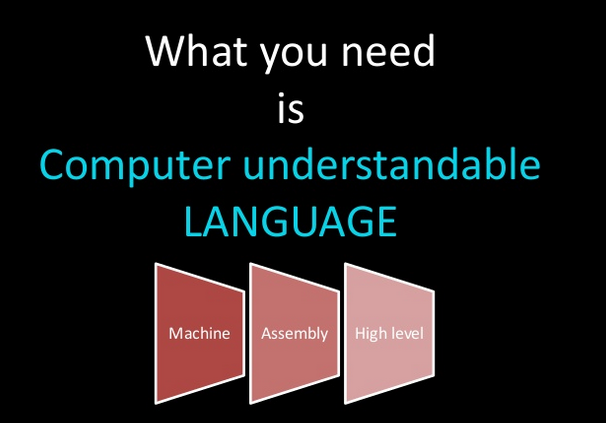 What you need
is
Computer understandable
LANGUAGE
Machine
Assembly
High level